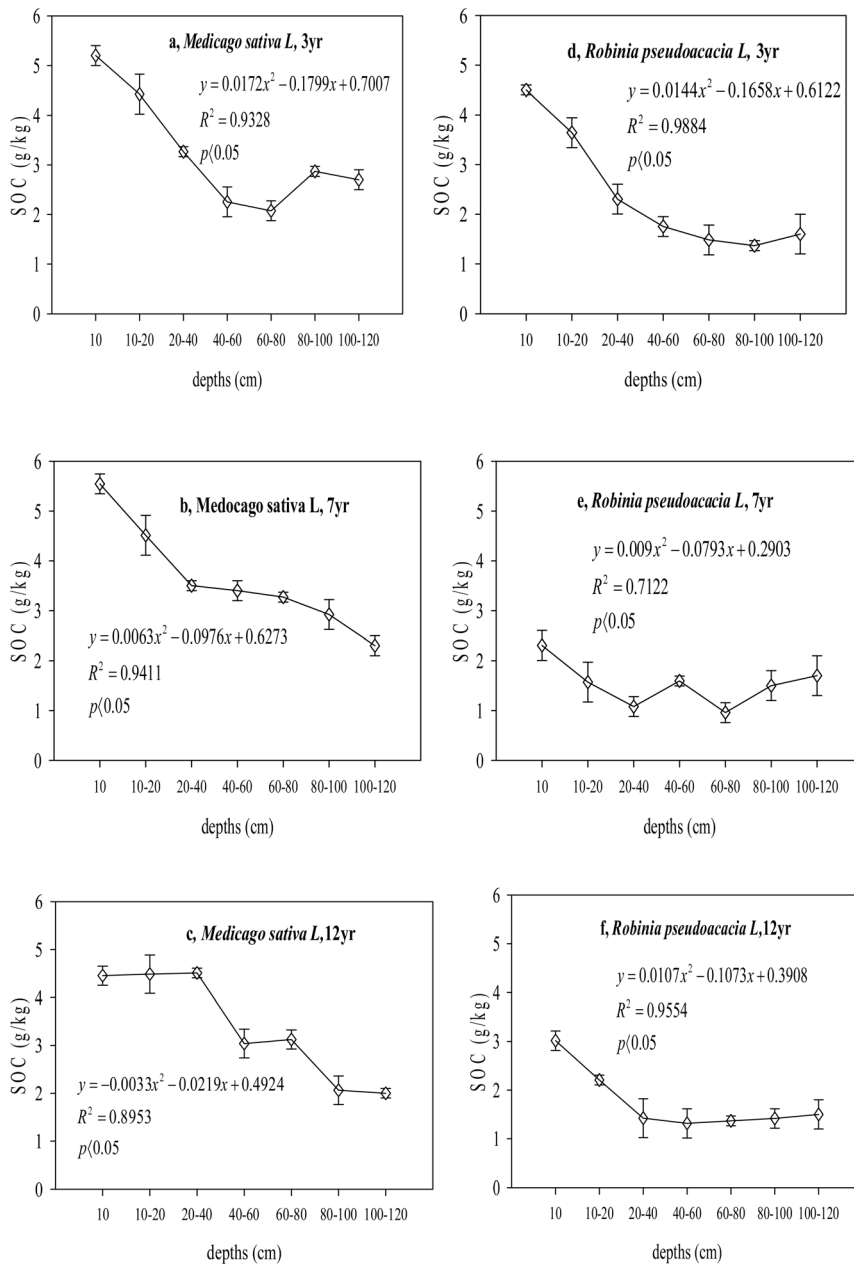 a, Medicago sativa L, 3yr
y = 0.0172x² − 0.1799x + 0.7007
R² = 0.9328
p⟨0.05
SOC (g/kg)
6
5
4
3
2
1
0
10 10-20 20-40 40-60 60-80 80-100 100-120
depths (cm)
d, Robinia pseudoacacia L, 3yr
y = 0.0144x² − 0.1658x + 0.6122
R² = 0.9884
p⟨0.05
SOC (g/kg)
6
5
4
3
2
1
0
10 10-20 20-40 40-60 60-80 80-100 100-120
depths (cm)
b, Medocago sativa L, 7yr
y = 0.0063x² − 0.0976x + 0.6273
R² = 0.9411
p⟨0.05
SOC (g/kg)
6
5
4
3
2
1
0
10 10-20 20-40 40-60 60-80 80-100 100-120
depths (cm)
e, Robinia pseudoacacia L, 7yr
y = 0.009x² − 0.0793x + 0.2903
R² = 0.7122
p⟨0.05
SOC (g/kg)
6
5
4
3
2
1
0
10 10-20 20-40 40-60 60-80 80-100 100-120
depths (cm)
c, Medicago sativa L,12yr
y = −0.0033x² − 0.0219x + 0.4924
R² = 0.8953
p⟨0.05
SOC (g/kg)
6
5
4
3
2
1
0
10 10-20 20-40 40-60 60-80 80-100 100-120
depths (cm)
f, Robinia pseudoacacia L,12yr
y = 0.0107x² − 0.1073x + 0.3908
R² = 0.9554
p⟨0.05
SOC (g/kg)
6
5
4
3
2
1
0
10 10-20 20-40 40-60 60-80 80-100 100-120
depths (cm)